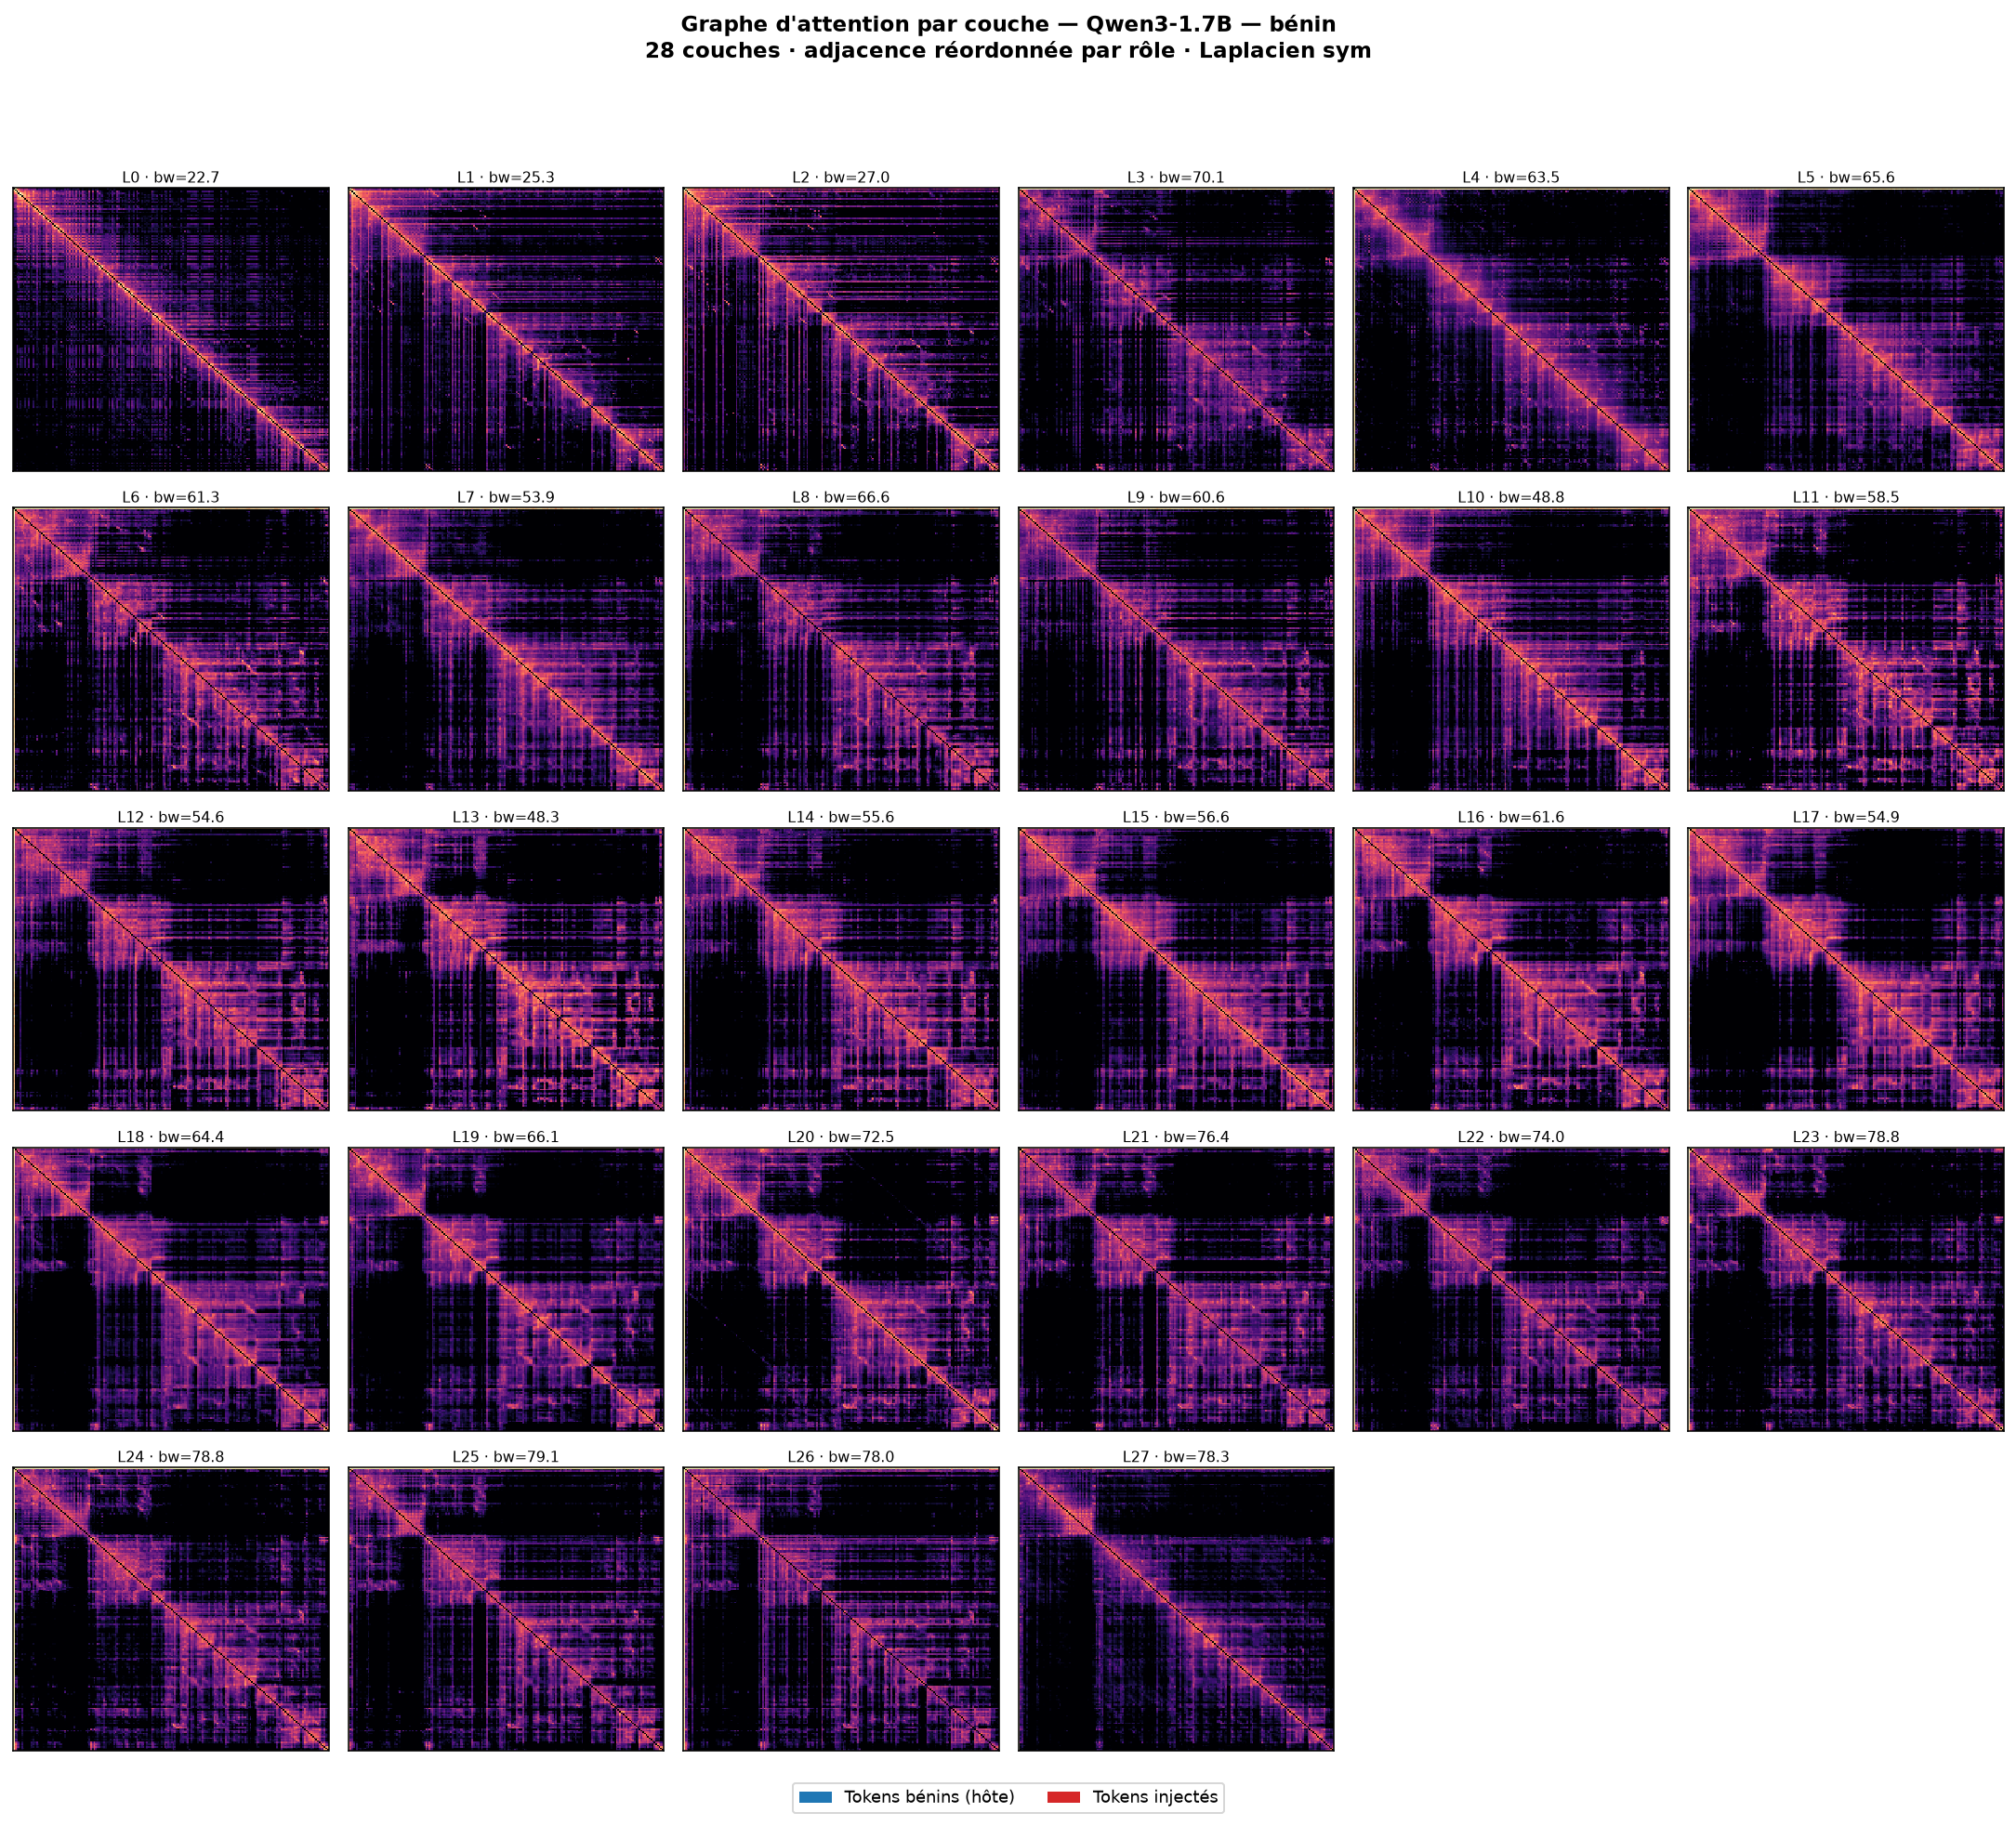 Graphe d'attention par couche — Qwen3-1.7B — bénin
28 couches · adjacence réordonnée par rôle · Laplacien sym
L0 · bw=22.7
L1 · bw=25.3
L2 · bw=27.0
L3 · bw=70.1
L4 · bw=63.5
L5 · bw=65.6
L6 · bw=61.3
L7 · bw=53.9
L8 · bw=66.6
L9 · bw=60.6
L10 · bw=48.8
L11 · bw=58.5
L12 · bw=54.6
L13 · bw=48.3
L14 · bw=55.6
L15 · bw=56.6
L16 · bw=61.6
L17 · bw=54.9
L18 · bw=64.4
L19 · bw=66.1
L20 · bw=72.5
L21 · bw=76.4
L22 · bw=74.0
L23 · bw=78.8
L24 · bw=78.8
L25 · bw=79.1
L26 · bw=78.0
L27 · bw=78.3
Tokens bénins (hôte)
Tokens injectés